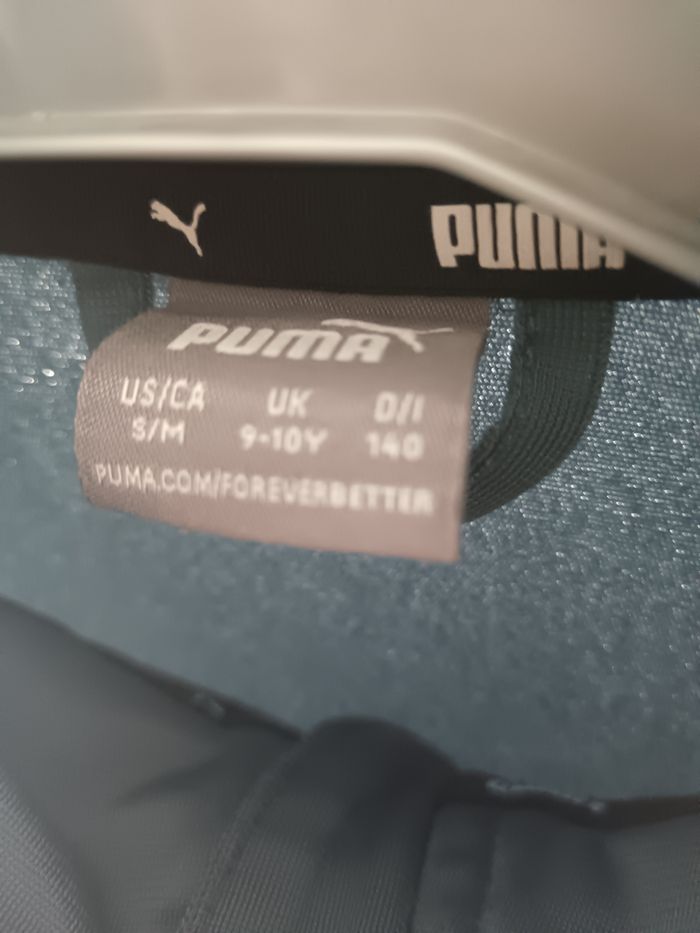 PUMA
PUMA
US/CA UK D/I
S/M 9-10Y 140
PUMA.COM/FOREVERBETTER